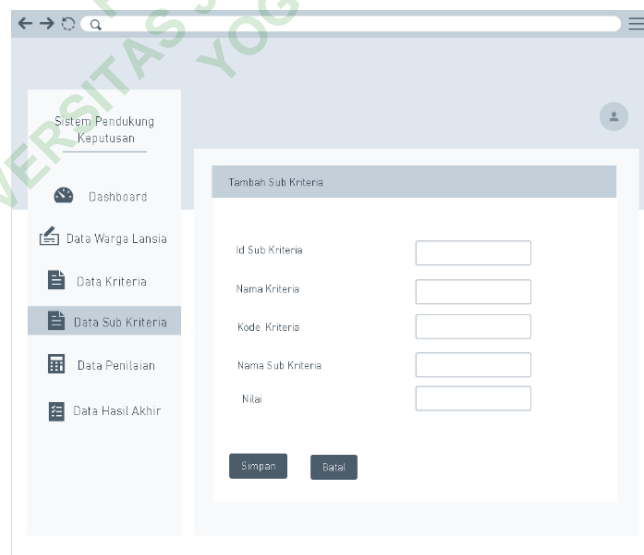 Sistem Pendukung
Keputusan
Dashboard
Data Warga Lansia
Data Kriteria
Data Sub Kriteria
Data Penilaian
Data Hasil Akhir
Tambah Sub Kriteria
Id Sub Kriteria
Nama Kriteria
Kode Kriteria
Nama Sub Kriteria
Nilai
Simpan
Batal